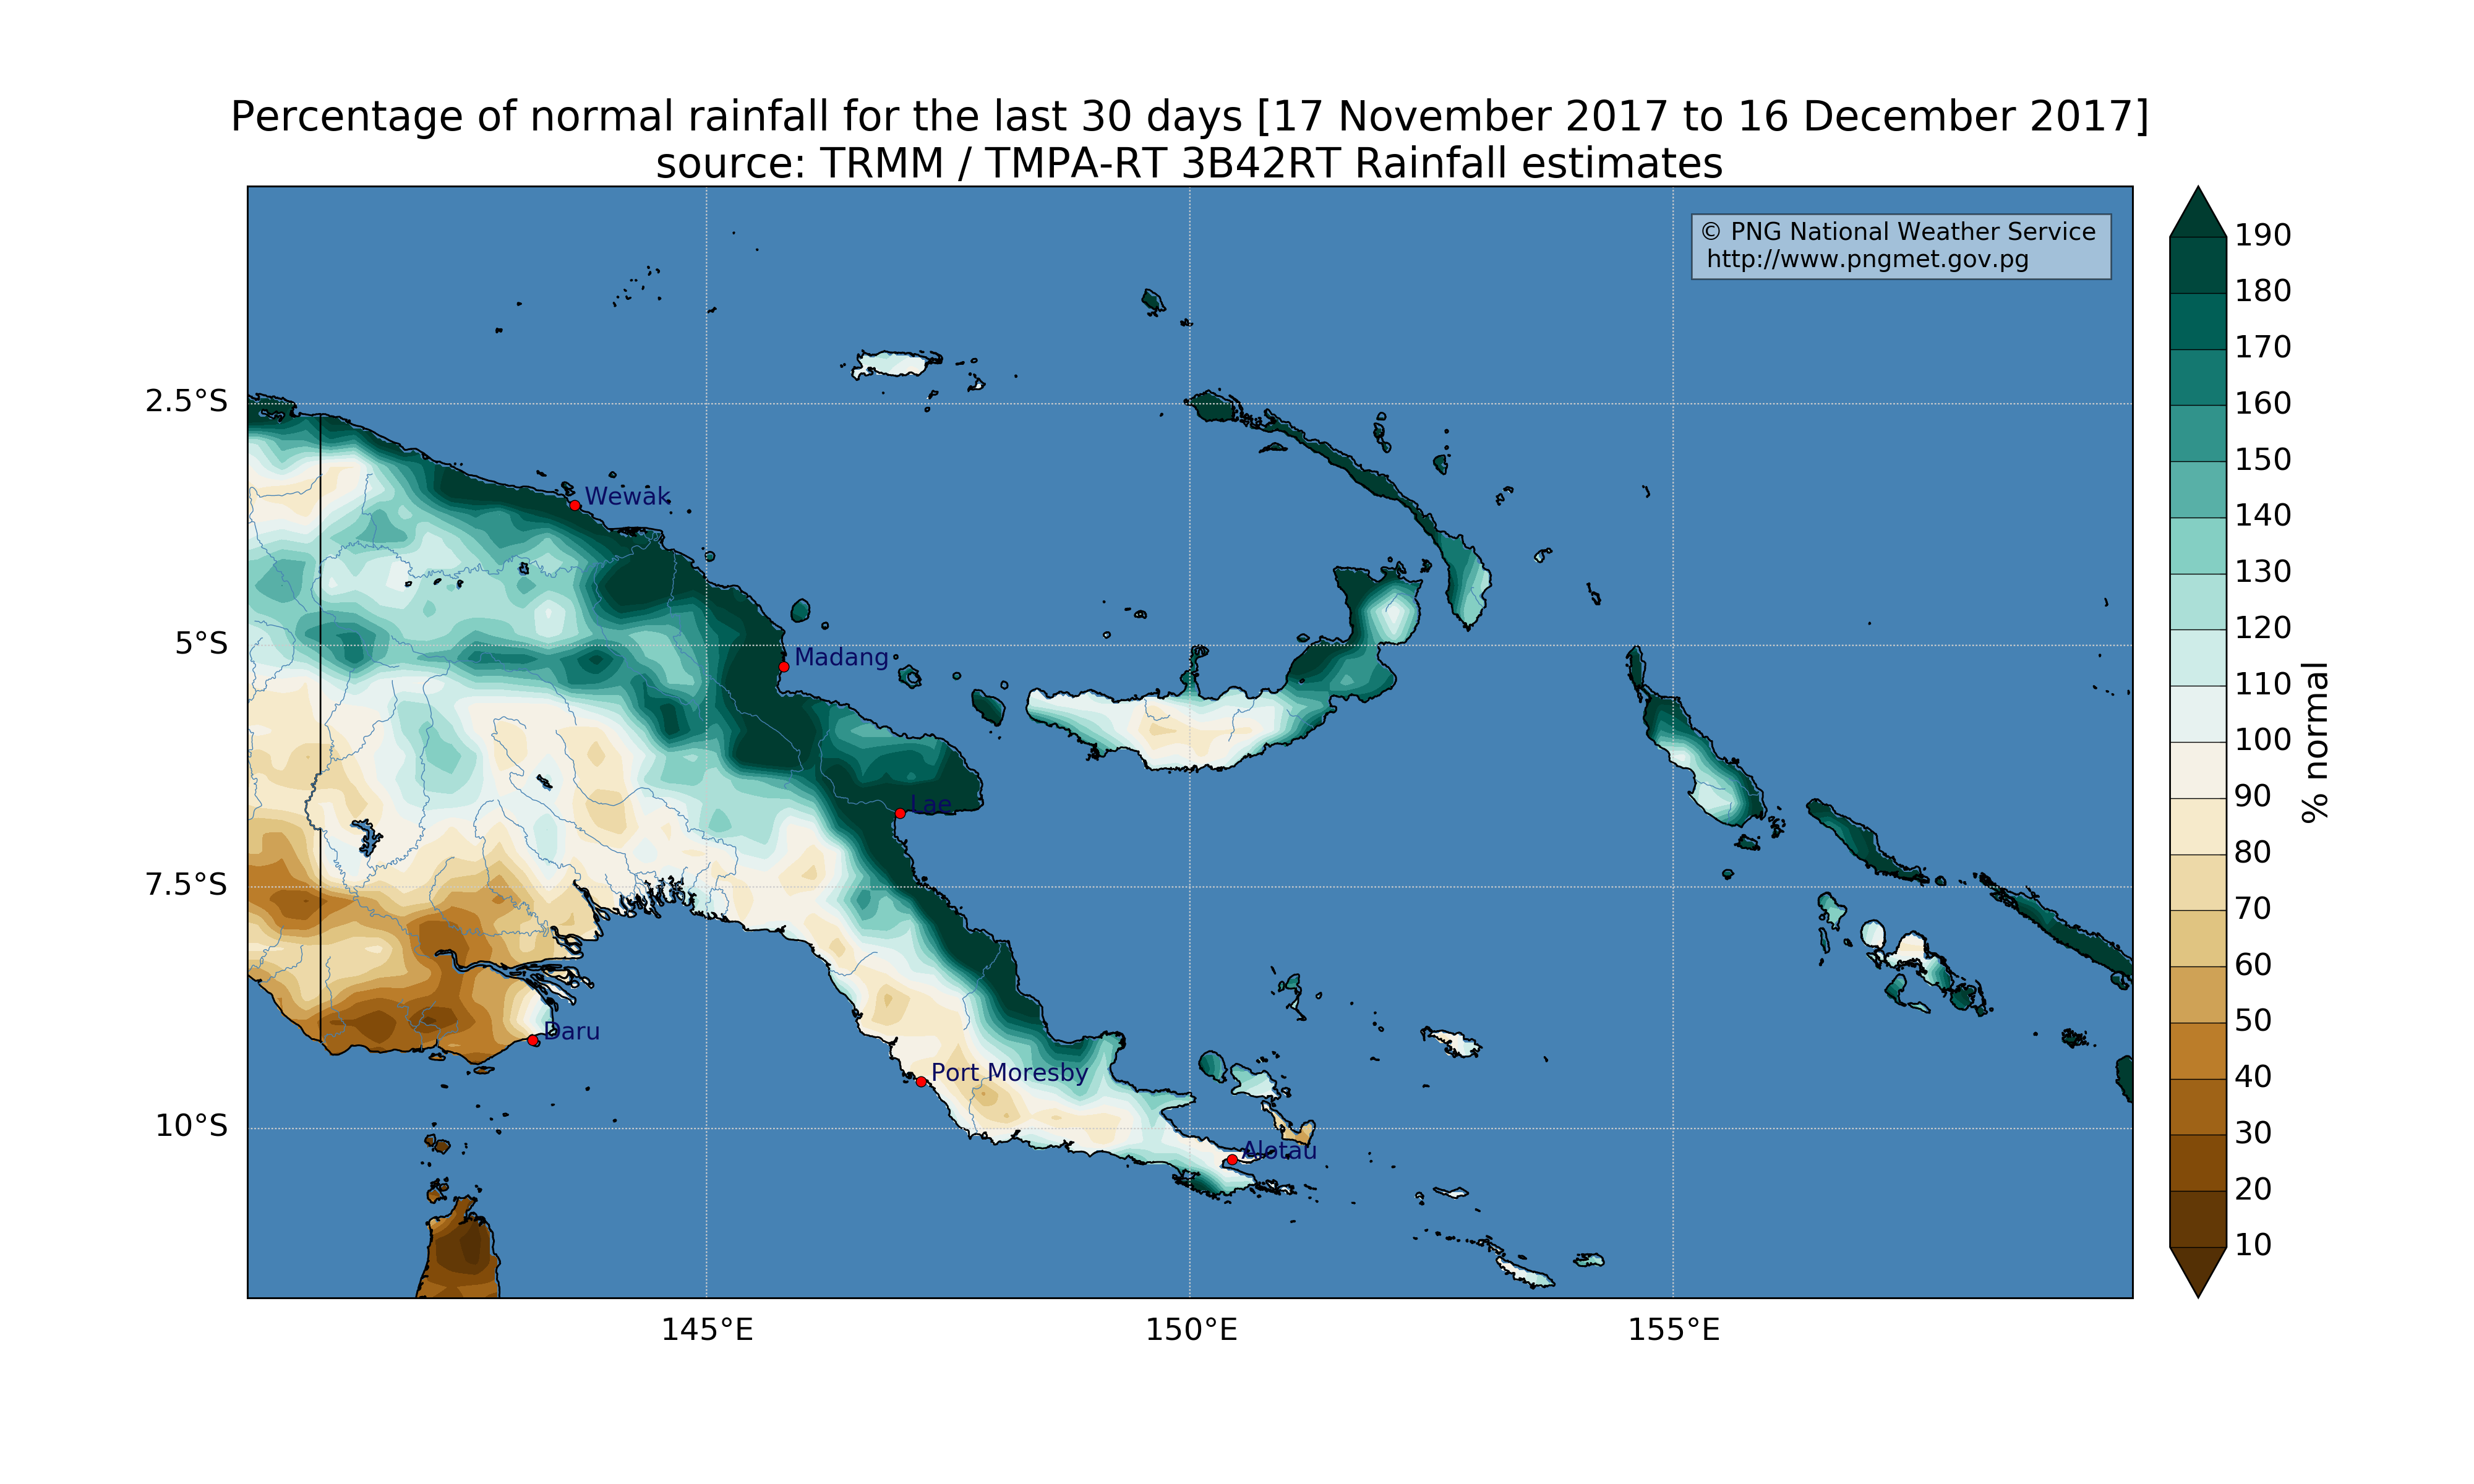 Percentage of normal rainfall for the last 30 days [17 November 2017 to 16 December 2017]
source: TRMM / TMPA-RT 3B42RT Rainfall estimates
© PNG National Weather Service
http://www.pngmet.gov.pg
2.5°S
5°S
7.5°S
10°S
Wewak
Madang
Lae
Daru
Port Moresby
Alotau
145°E
150°E
155°E
190
180
170
160
150
140
130
120
110
100
90
80
70
60
50
40
30
20
10
% normal